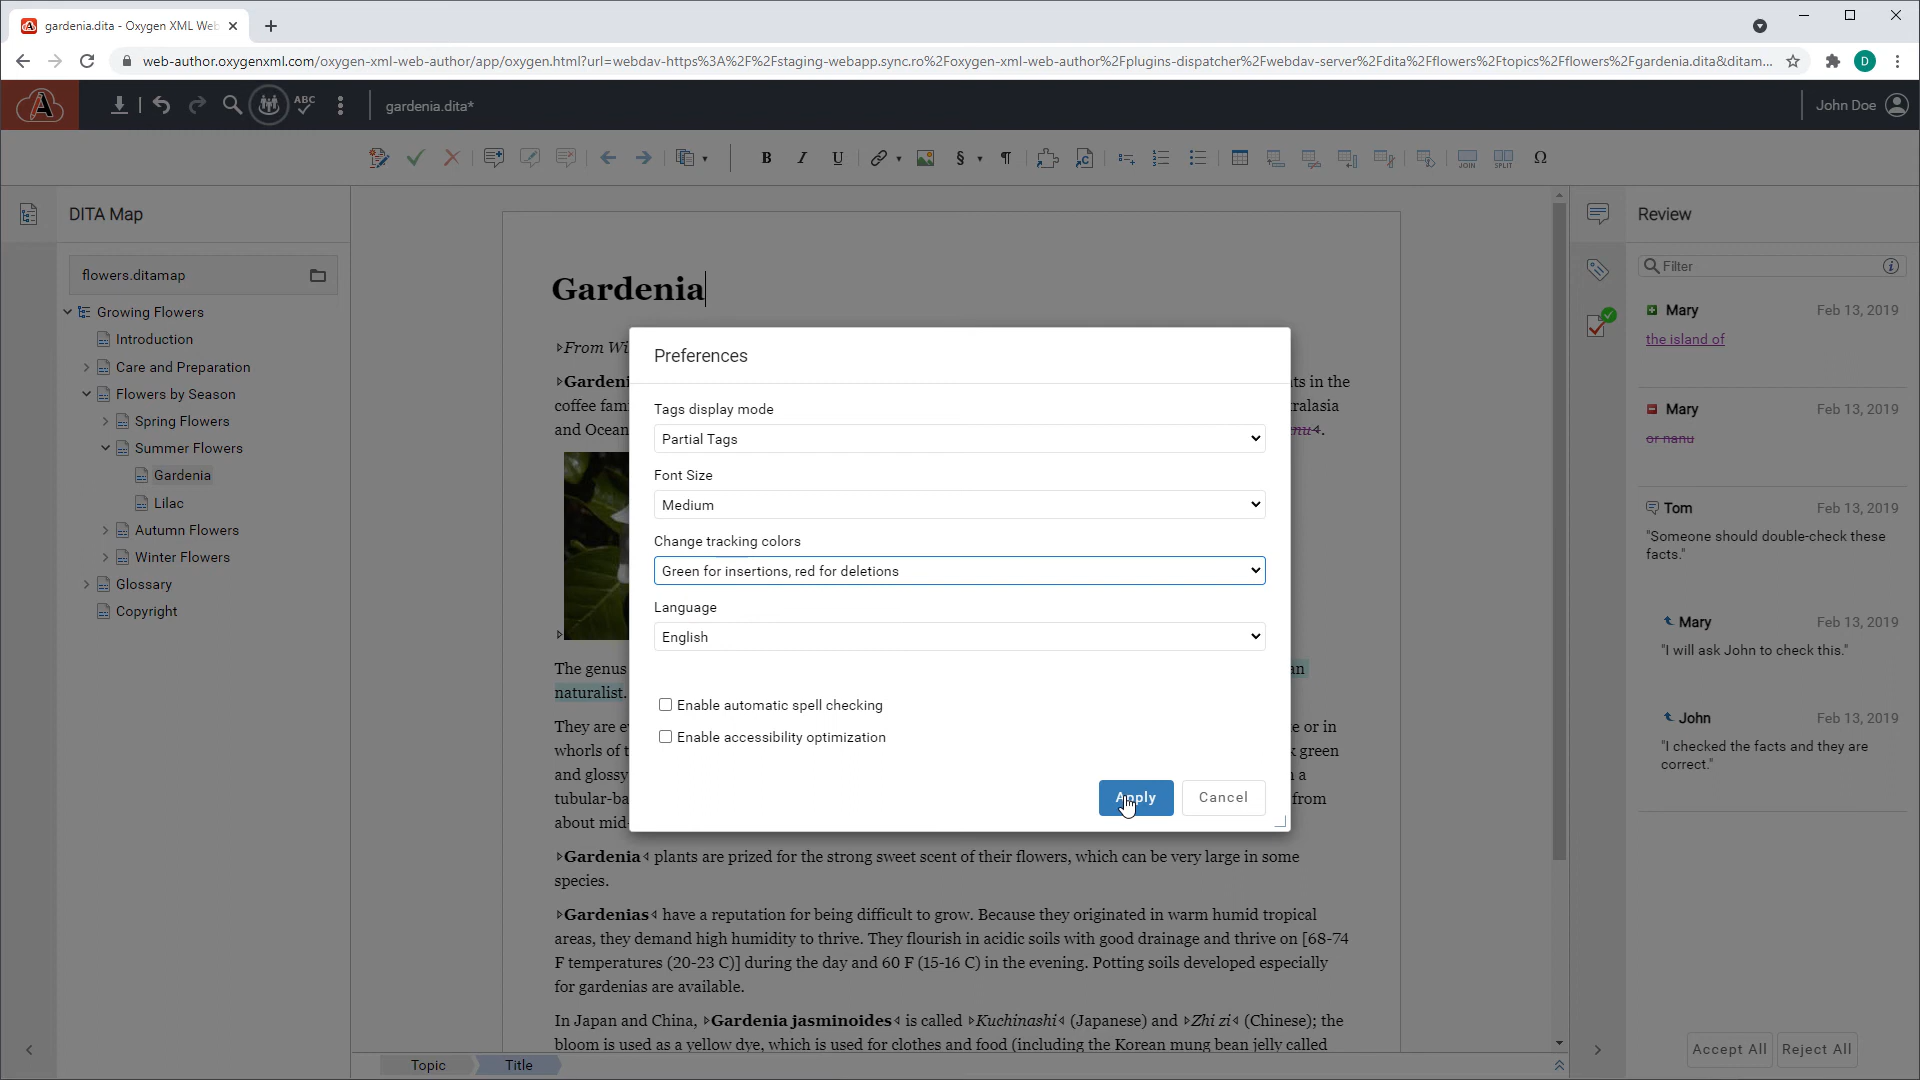 gardenia.dita - Oxygen XML Web
web-author.oxygenxml.com/oxygen-xml-web-author/app/oxygen.html?url=webdav-https%3A%2F%2Fstaging-webapp.sync.ro%2Foxygen-xml-web-author%2Fplugins-dispatcher%2Fwebdav-server%2Fdita%2Fflowers%2Ftopics%2Fflowers%2Fgardenia.dita&ditam...
D
ABC
gardenia.dita*
John Doe
B I U § ¶ JOIN SPLIT Ω
DITA Map
flowers.ditamap
Growing Flowers
Introduction
Care and Preparation
Flowers by Season
Spring Flowers
Summer Flowers
Gardenia
Lilac
Autumn Flowers
Winter Flowers
Glossary
Copyright
Gardenia
From Wi
Gardeni
ts in the
coffee fam
ralasia
and Ocean
nu.
The genus
an
naturalist.
They are e
e or in
whorls of t
k green
and glossy
n a
tubular-ba
from
about mid-
Gardenia plants are prized for the strong sweet scent of their flowers, which can be very large in some
species.
Gardenias have a reputation for being difficult to grow. Because they originated in warm humid tropical
areas, they demand high humidity to thrive. They flourish in acidic soils with good drainage and thrive on [68-74
F temperatures (20-23 C)] during the day and 60 F (15-16 C) in the evening. Potting soils developed especially
for gardenias are available.
In Japan and China, Gardenia jasminoides is called Kuchinashi (Japanese) and Zhi zi (Chinese); the
bloom is used as a yellow dye, which is used for clothes and food (including the Korean mung bean jelly called
Topic
Title
Preferences
Tags display mode
Partial Tags
Font Size
Medium
Change tracking colors
Green for insertions, red for deletions
Language
English
Enable automatic spell checking
Enable accessibility optimization
Apply
Cancel
Review
Filter
Mary Feb 13, 2019
the island of
Mary Feb 13, 2019
or nanu
Tom Feb 13, 2019
"Someone should double-check these
facts."
Mary Feb 13, 2019
"I will ask John to check this."
John Feb 13, 2019
"I checked the facts and they are
correct."
Accept All
Reject All